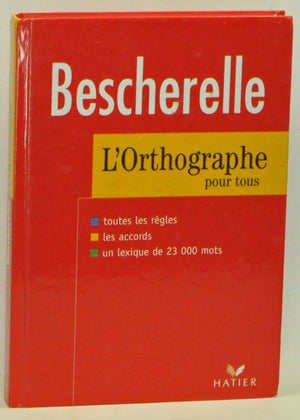 Bescherelle
L'Orthographe
pour tous
toutes les règles
les accords
un lexique de 23 000 mots
HATIER